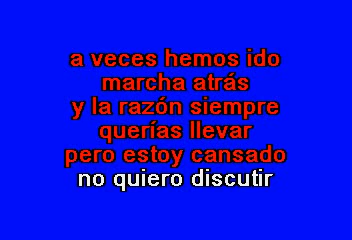 a veces hemos ido
marcha atrás
y la razón siempre
querías llevar
pero estoy cansado
no quiero discutir